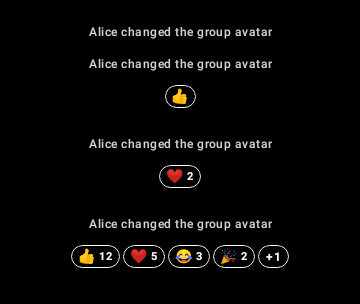 Alice changed the group avatar
Alice changed the group avatar
👍
Alice changed the group avatar
❤️ 2
Alice changed the group avatar
👍 12 ❤️ 5 😂 3 🎉 2 +1